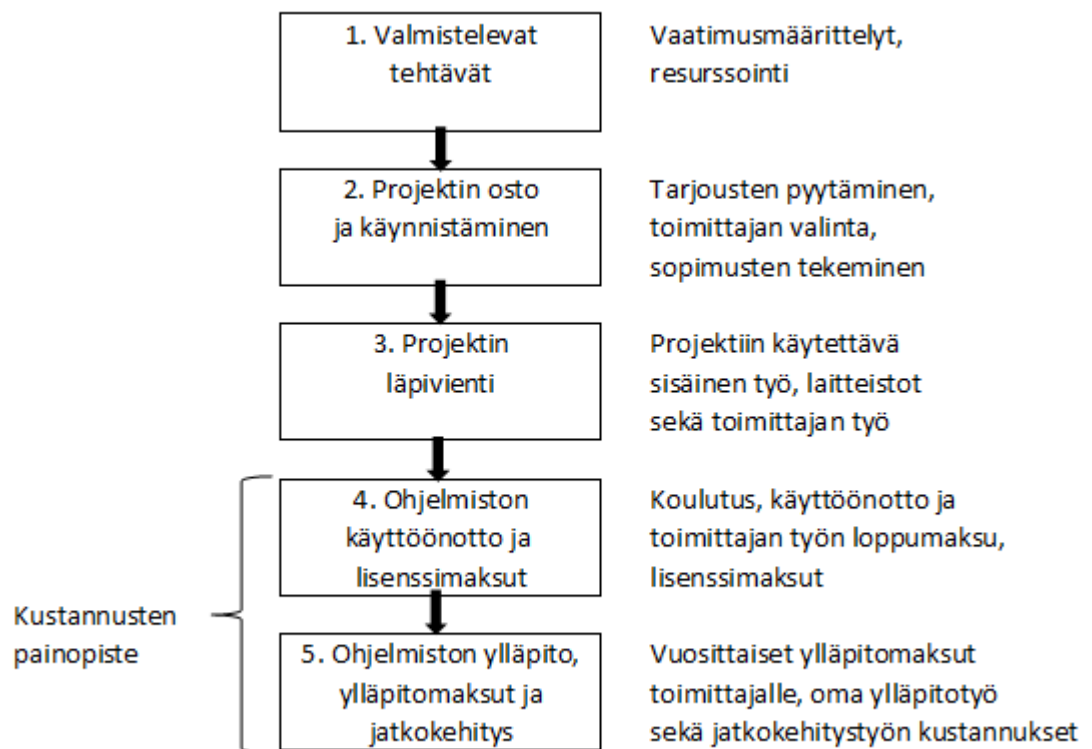 1. Valmistelevat
tehtävät
Vaatimusmäärittelyt,
resurssointi
2. Projektin osto
ja käynnistäminen
Tarjousten pyytäminen,
toimittajan valinta,
sopimusten tekeminen
3. Projektin
läpivienti
Projektiin käytettävä
sisäinen työ, laitteistot
sekä toimittajan työ
4. Ohjelmiston
käyttöönotto ja
lisenssimaksut
Koulutus, käyttöönotto ja
toimittajan työn loppumaksu,
lisenssimaksut
Kustannusten
painopiste
5. Ohjelmiston ylläpito,
ylläpitomaksut ja
jatkokehitys
Vuosittaiset ylläpitomaksut
toimittajalle, oma ylläpitotyö
sekä jatkokehitystyön kustannukset